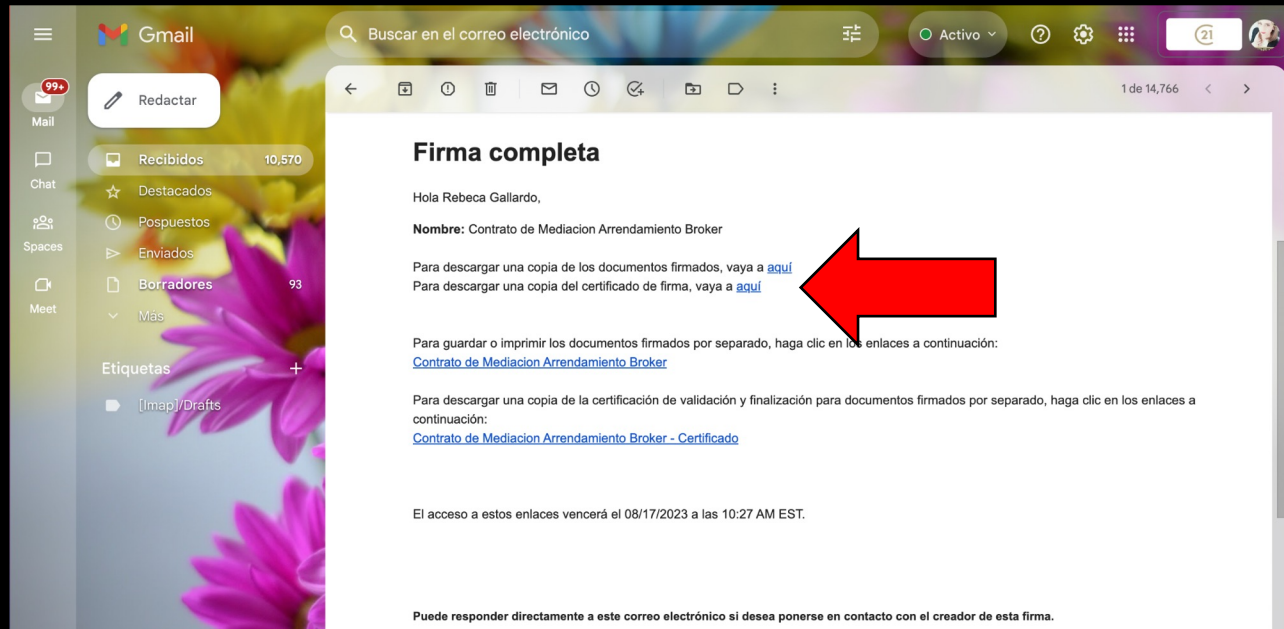 Gmail
Buscar en el correo electrónico
Activo
21
99+
Mail
Redactar
1 de 14,766
Recibidos 10,570
Chat
Destacados
Pospuestos
Spaces
Enviados
Borradores 93
Meet
Más
Etiquetas
[Imap]/Drafts
Firma completa
Hola Rebeca Gallardo,
Nombre: Contrato de Mediacion Arrendamiento Broker
Para descargar una copia de los documentos firmados, vaya a aquí
Para descargar una copia del certificado de firma, vaya a aquí
Para guardar o imprimir los documentos firmados por separado, haga clic en los enlaces a continuación:
Contrato de Mediacion Arrendamiento Broker
Para descargar una copia de la certificación de validación y finalización para documentos firmados por separado, haga clic en los enlaces a
continuación:
Contrato de Mediacion Arrendamiento Broker - Certificado
El acceso a estos enlaces vencerá el 08/17/2023 a las 10:27 AM EST.
Puede responder directamente a este correo electrónico si desea ponerse en contacto con el creador de esta firma.